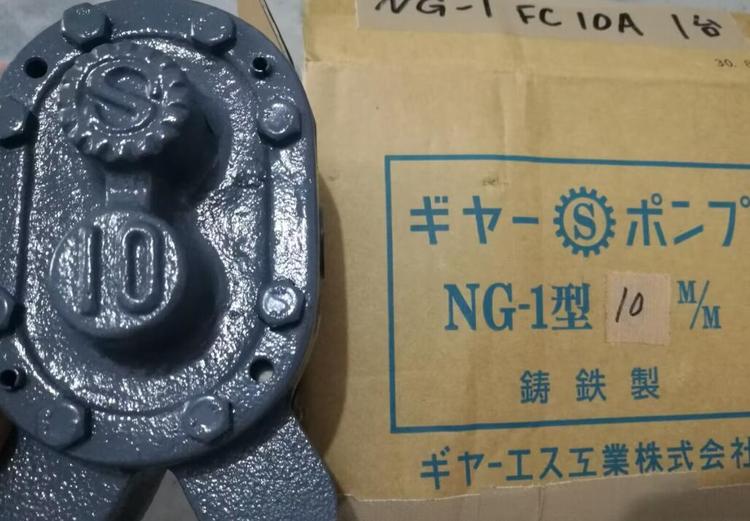 NG-1 FC 10A 1台
30.
S
10
ギヤー S ポンプ
NG-1型 10 M/M
鋳鉄製
ギヤーエス工業株式会社